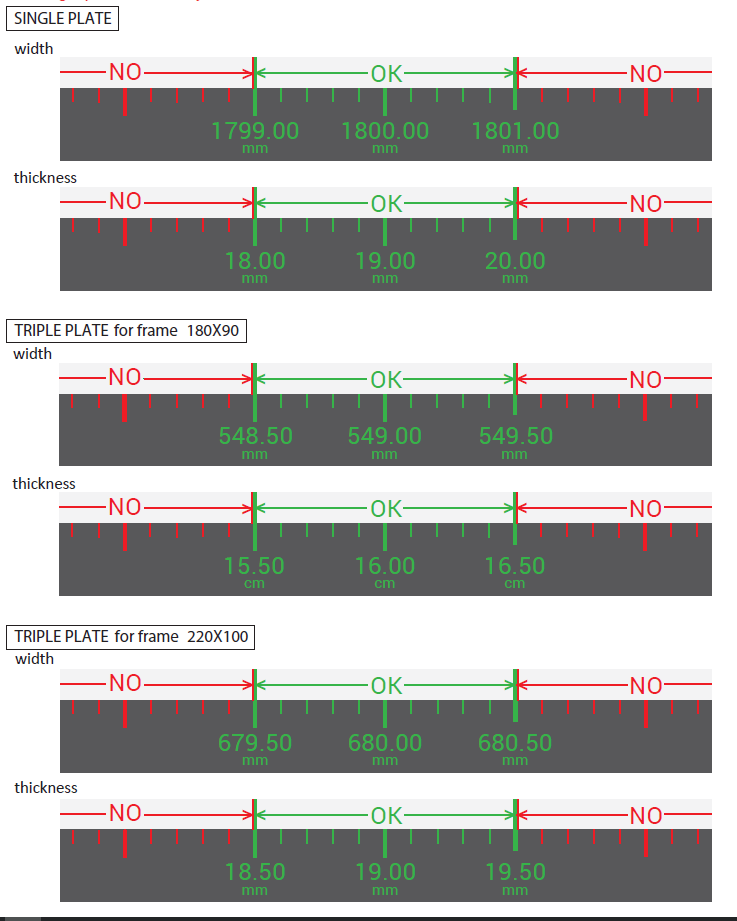 SINGLE PLATE
width
NO OK NO
1799.00 1800.00 1801.00
mm mm mm
thickness
NO OK NO
18.00 19.00 20.00
mm mm mm
TRIPLE PLATE for frame 180X90
width
NO OK NO
548.50 549.00 549.50
mm mm mm
thickness
NO OK NO
15.50 16.00 16.50
cm cm cm
TRIPLE PLATE for frame 220X100
width
NO OK NO
679.50 680.00 680.50
mm mm mm
thickness
NO OK NO
18.50 19.00 19.50
mm mm mm